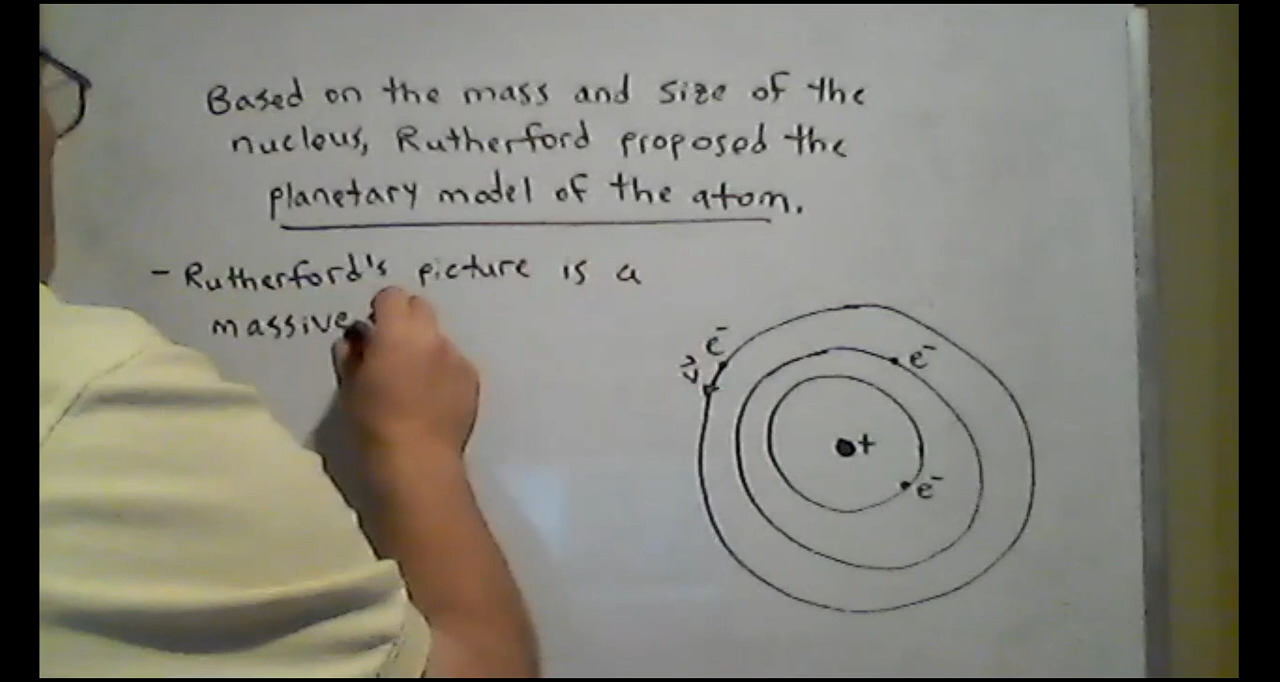 Based on the mass and size of the
nucleus, Rutherford proposed the
planetary model of the atom.
- Rutherford's picture is a
massive
e⁻
v⃗
e⁻
+
e⁻